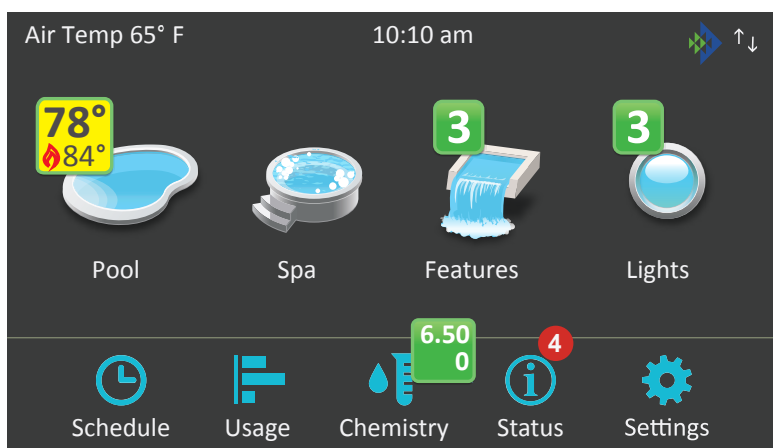 Air Temp 65° F 10:10 am ↑↓
78°
84°
3
3
Pool Spa Features Lights
6.50
0
4
Schedule Usage Chemistry Status Settings